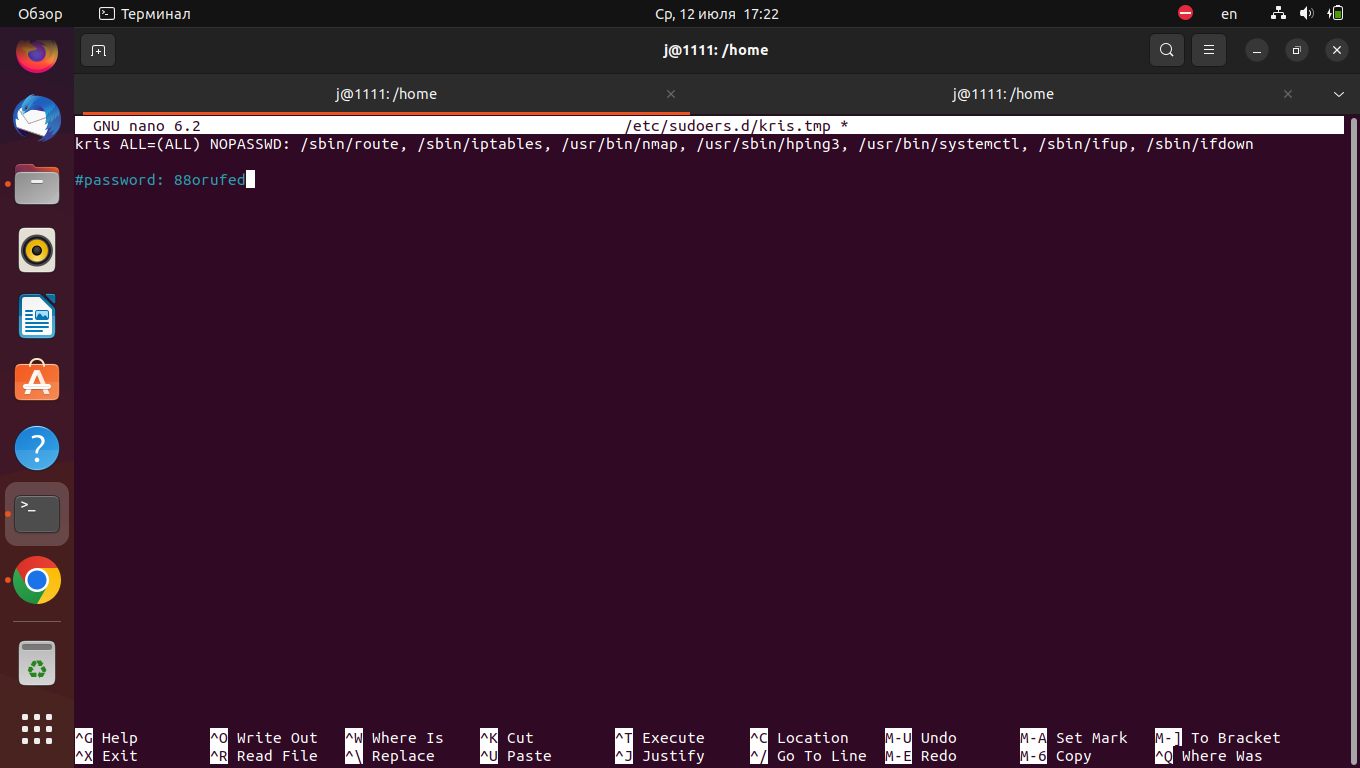 Обзор Терминал Ср, 12 июля 17:22 en
j@1111: /home
j@1111: /home × j@1111: /home ×
GNU nano 6.2 /etc/sudoers.d/kris.tmp *
kris ALL=(ALL) NOPASSWD: /sbin/route, /sbin/iptables, /usr/bin/nmap, /usr/sbin/hping3, /usr/bin/systemctl, /sbin/ifup, /sbin/ifdown
#password: 88orufed
^G Help ^O Write Out ^W Where Is ^K Cut ^T Execute ^C Location M-U Undo M-A Set Mark M-] To Bracket
^X Exit ^R Read File ^\ Replace ^U Paste ^J Justify ^/ Go To Line M-E Redo M-6 Copy ^Q Where Was